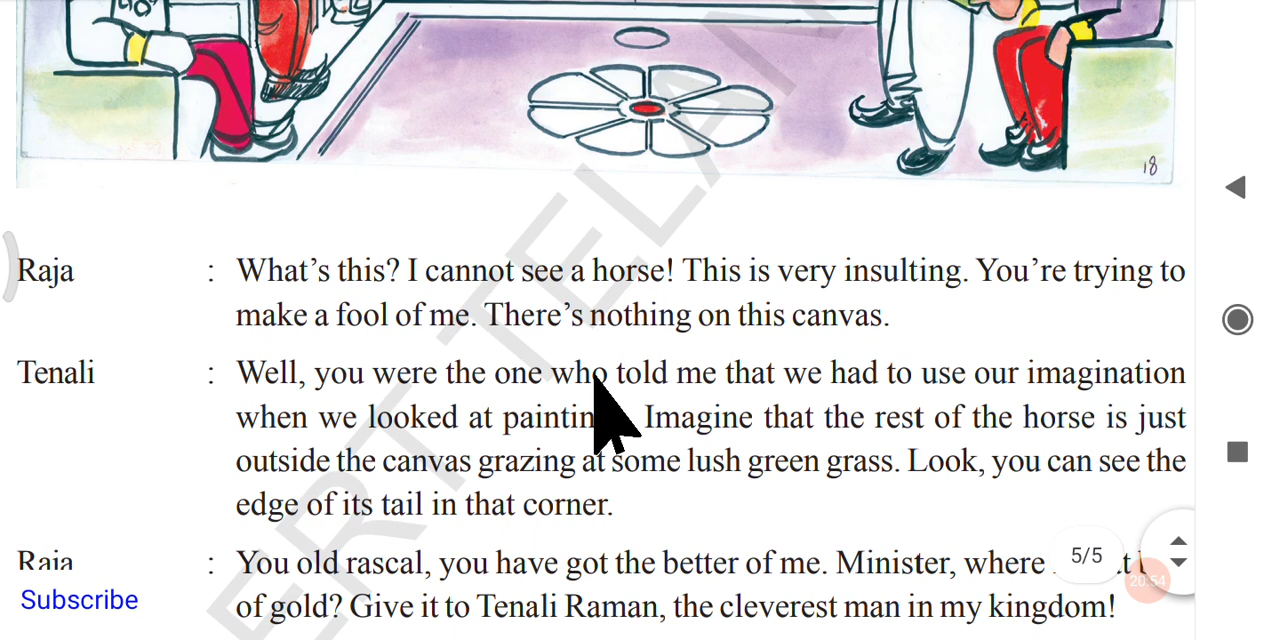 18
Raja : What's this? I cannot see a horse! This is very insulting. You're trying to
make a fool of me. There's nothing on this canvas.
Tenali : Well, you were the one who told me that we had to use our imagination
when we looked at Imagine that the rest of the horse is just
outside the canvas grazing at some lush green grass. Look, you can see the
edge of its tail in that corner.
Raja : You old rascal, you have got the better of me. Minister, where
5/5
20:54
Subscribe
of gold? Give it to Tenali Raman, the cleverest man in my kingdom!